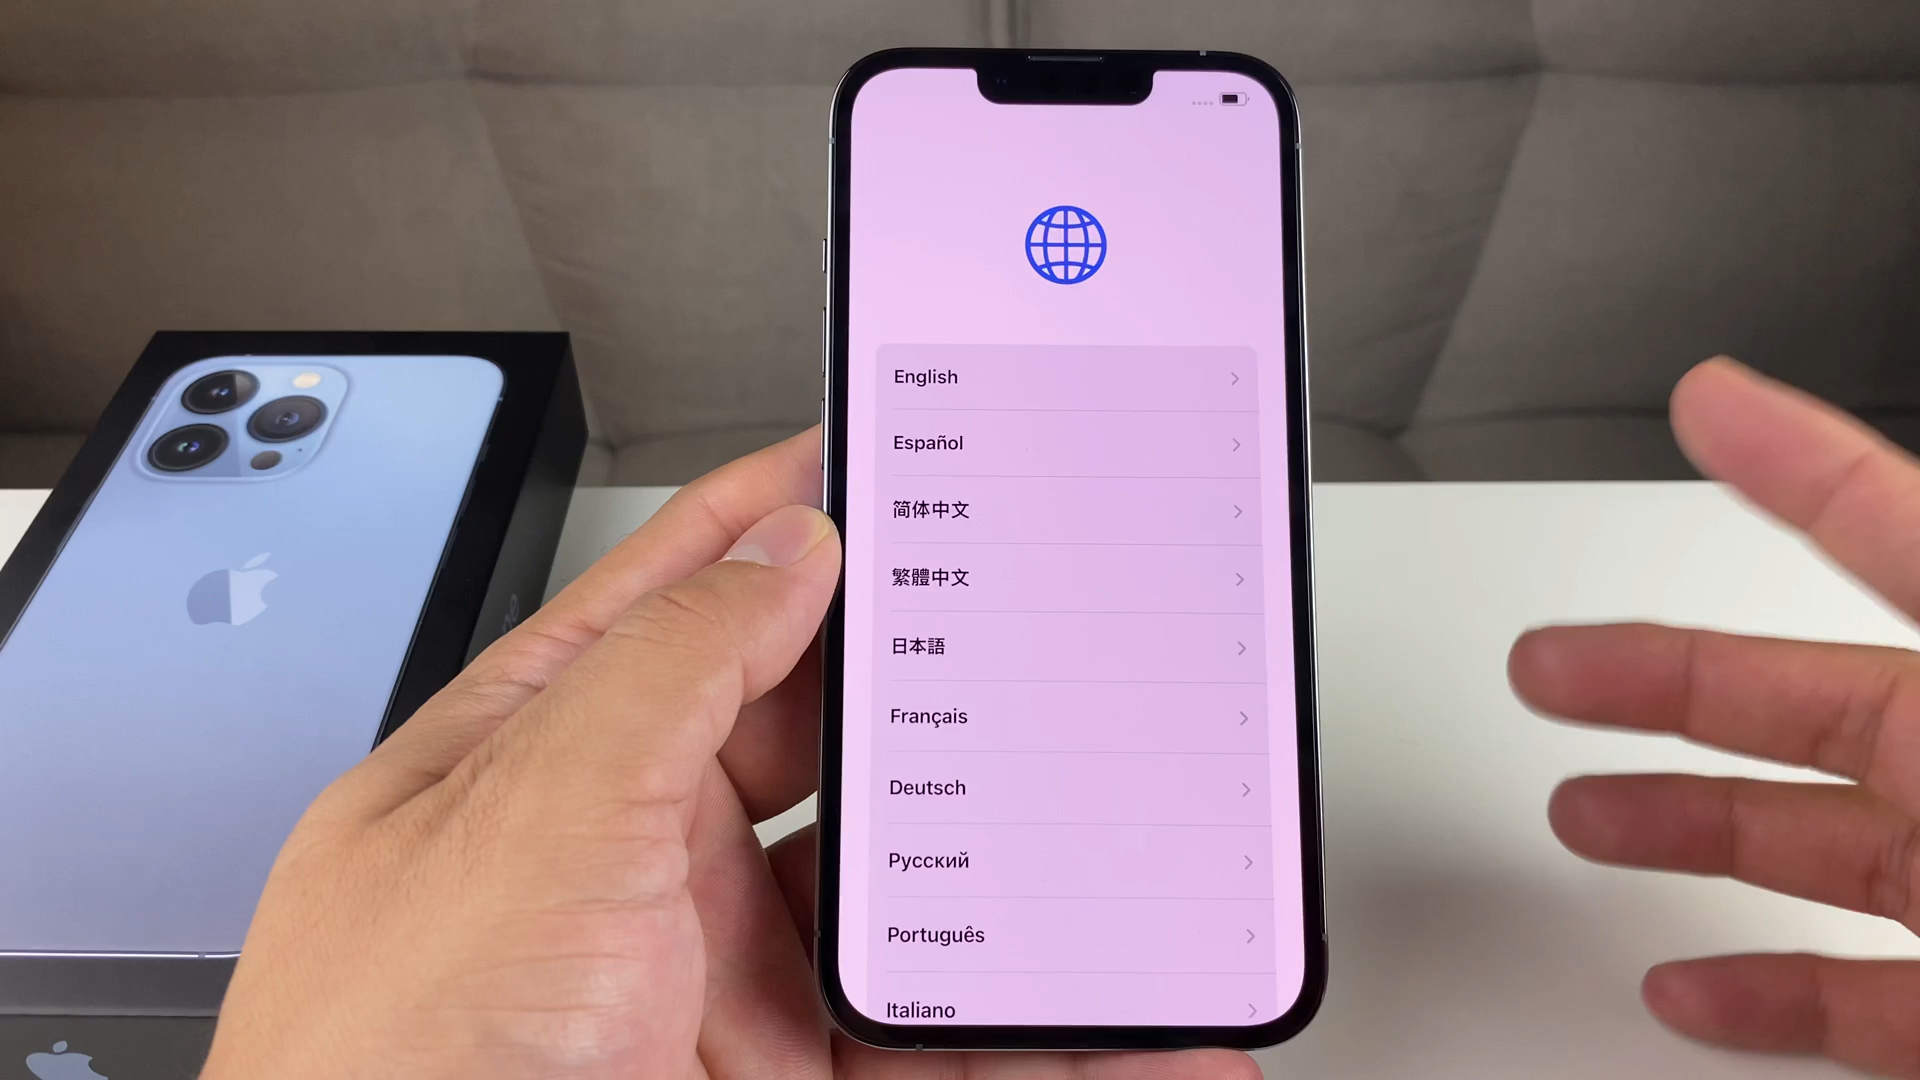 English
Español
简体中文
繁體中文
日本語
Français
Deutsch
Русский
Português
Italiano